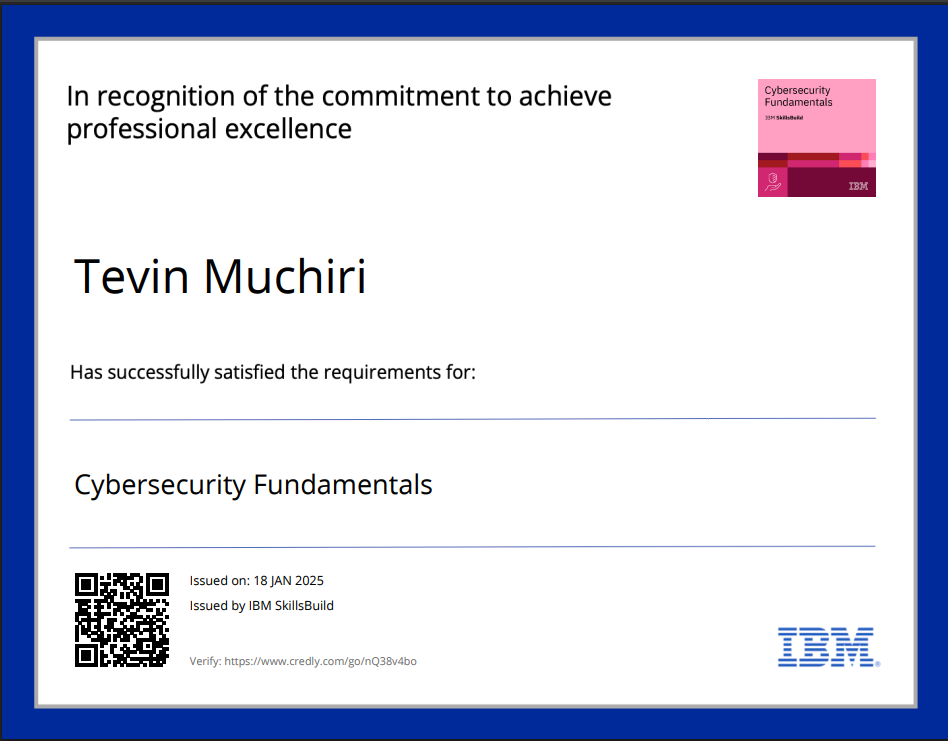 In recognition of the commitment to achieve
professional excellence
Cybersecurity
Fundamentals
IBM SkillsBuild
IBM
Tevin Muchiri
Has successfully satisfied the requirements for:
Cybersecurity Fundamentals
Issued on: 18 JAN 2025
Issued by IBM SkillsBuild
Verify: https://www.credly.com/go/nQ38v4bo
IBM®